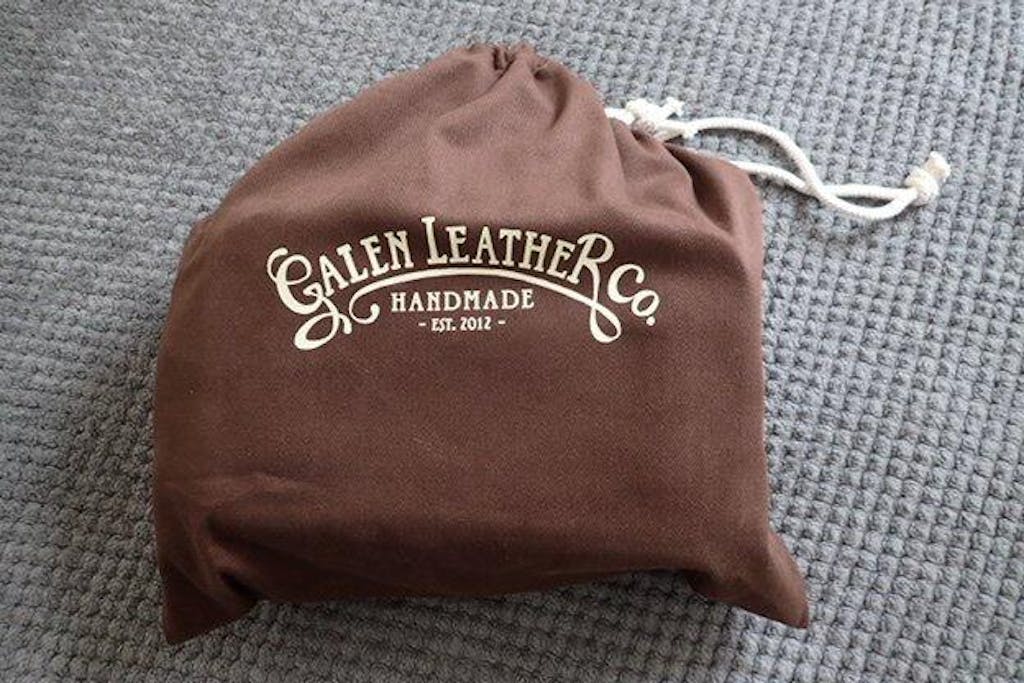 GALEN LEATHER CO.
HANDMADE
- EST. 2012 -